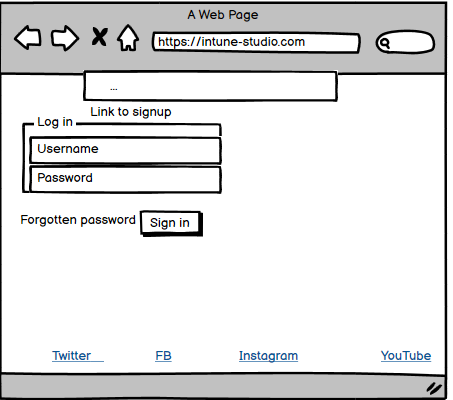 A Web Page
https://intune-studio.com
...
Link to signup
Log in
Username
Password
Forgotten password Sign in
Twitter FB Instagram YouTube